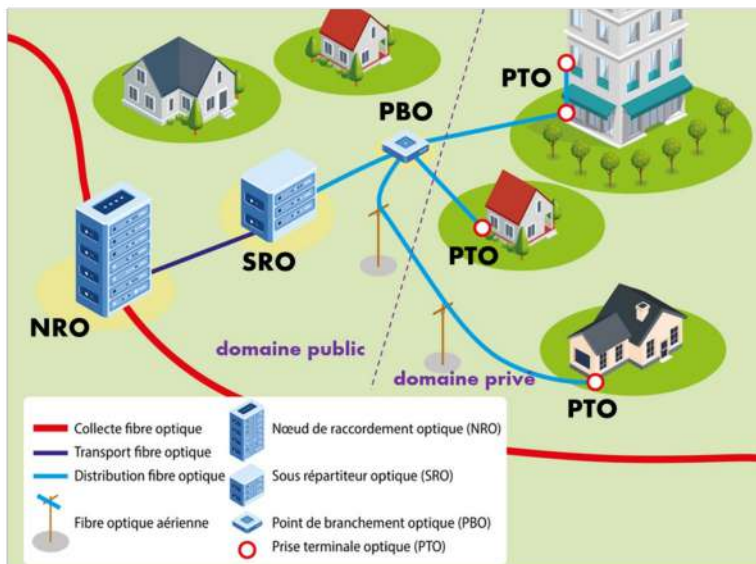 PTO
PBO
SRO
PTO
NRO
domaine public
domaine privé
PTO
Collecte fibre optique
Transport fibre optique
Distribution fibre optique
Fibre optique aérienne
Nœud de raccordement optique (NRO)
Sous répartiteur optique (SRO)
Point de branchement optique (PBO)
Prise terminale optique (PTO)